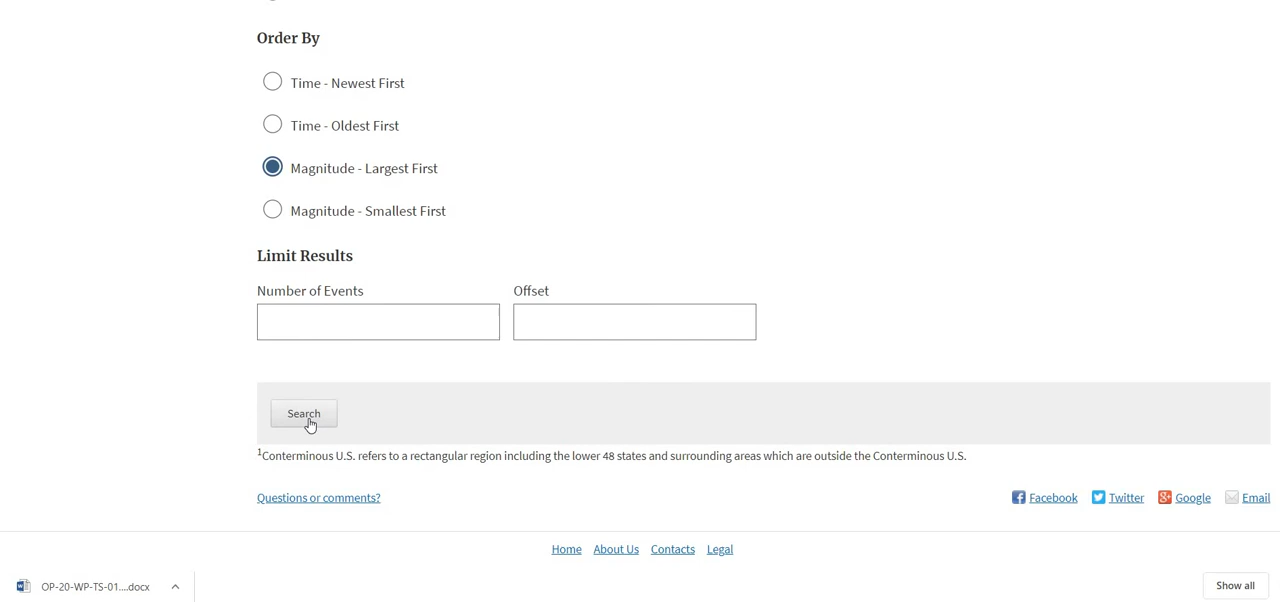 Order By
Time - Newest First
Time - Oldest First
Magnitude - Largest First
Magnitude - Smallest First
Limit Results
Number of Events Offset
Search
1Conterminous U.S. refers to a rectangular region including the lower 48 states and surrounding areas which are outside the Conterminous U.S.
Questions or comments? Facebook Twitter Google Email
Home About Us Contacts Legal
OP-20-WP-TS-01....docx Show all